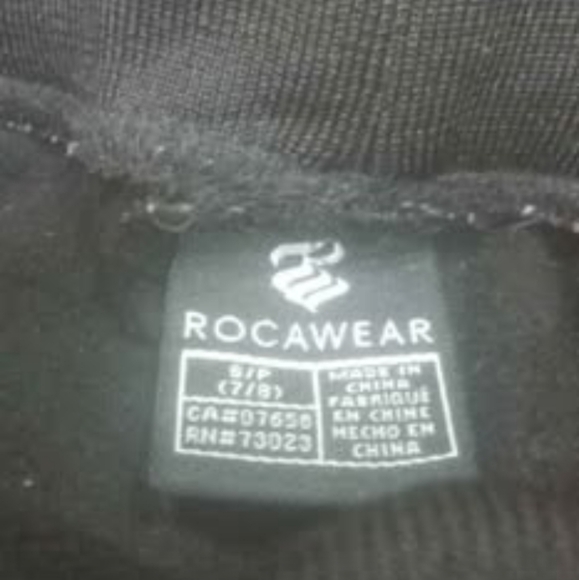 ROCAWEAR
S/P
(7/8)
CA#07658
RN#73023
MADE IN
CHINA
FABRIQUÉ
EN CHINE
HECHO EN
CHINA